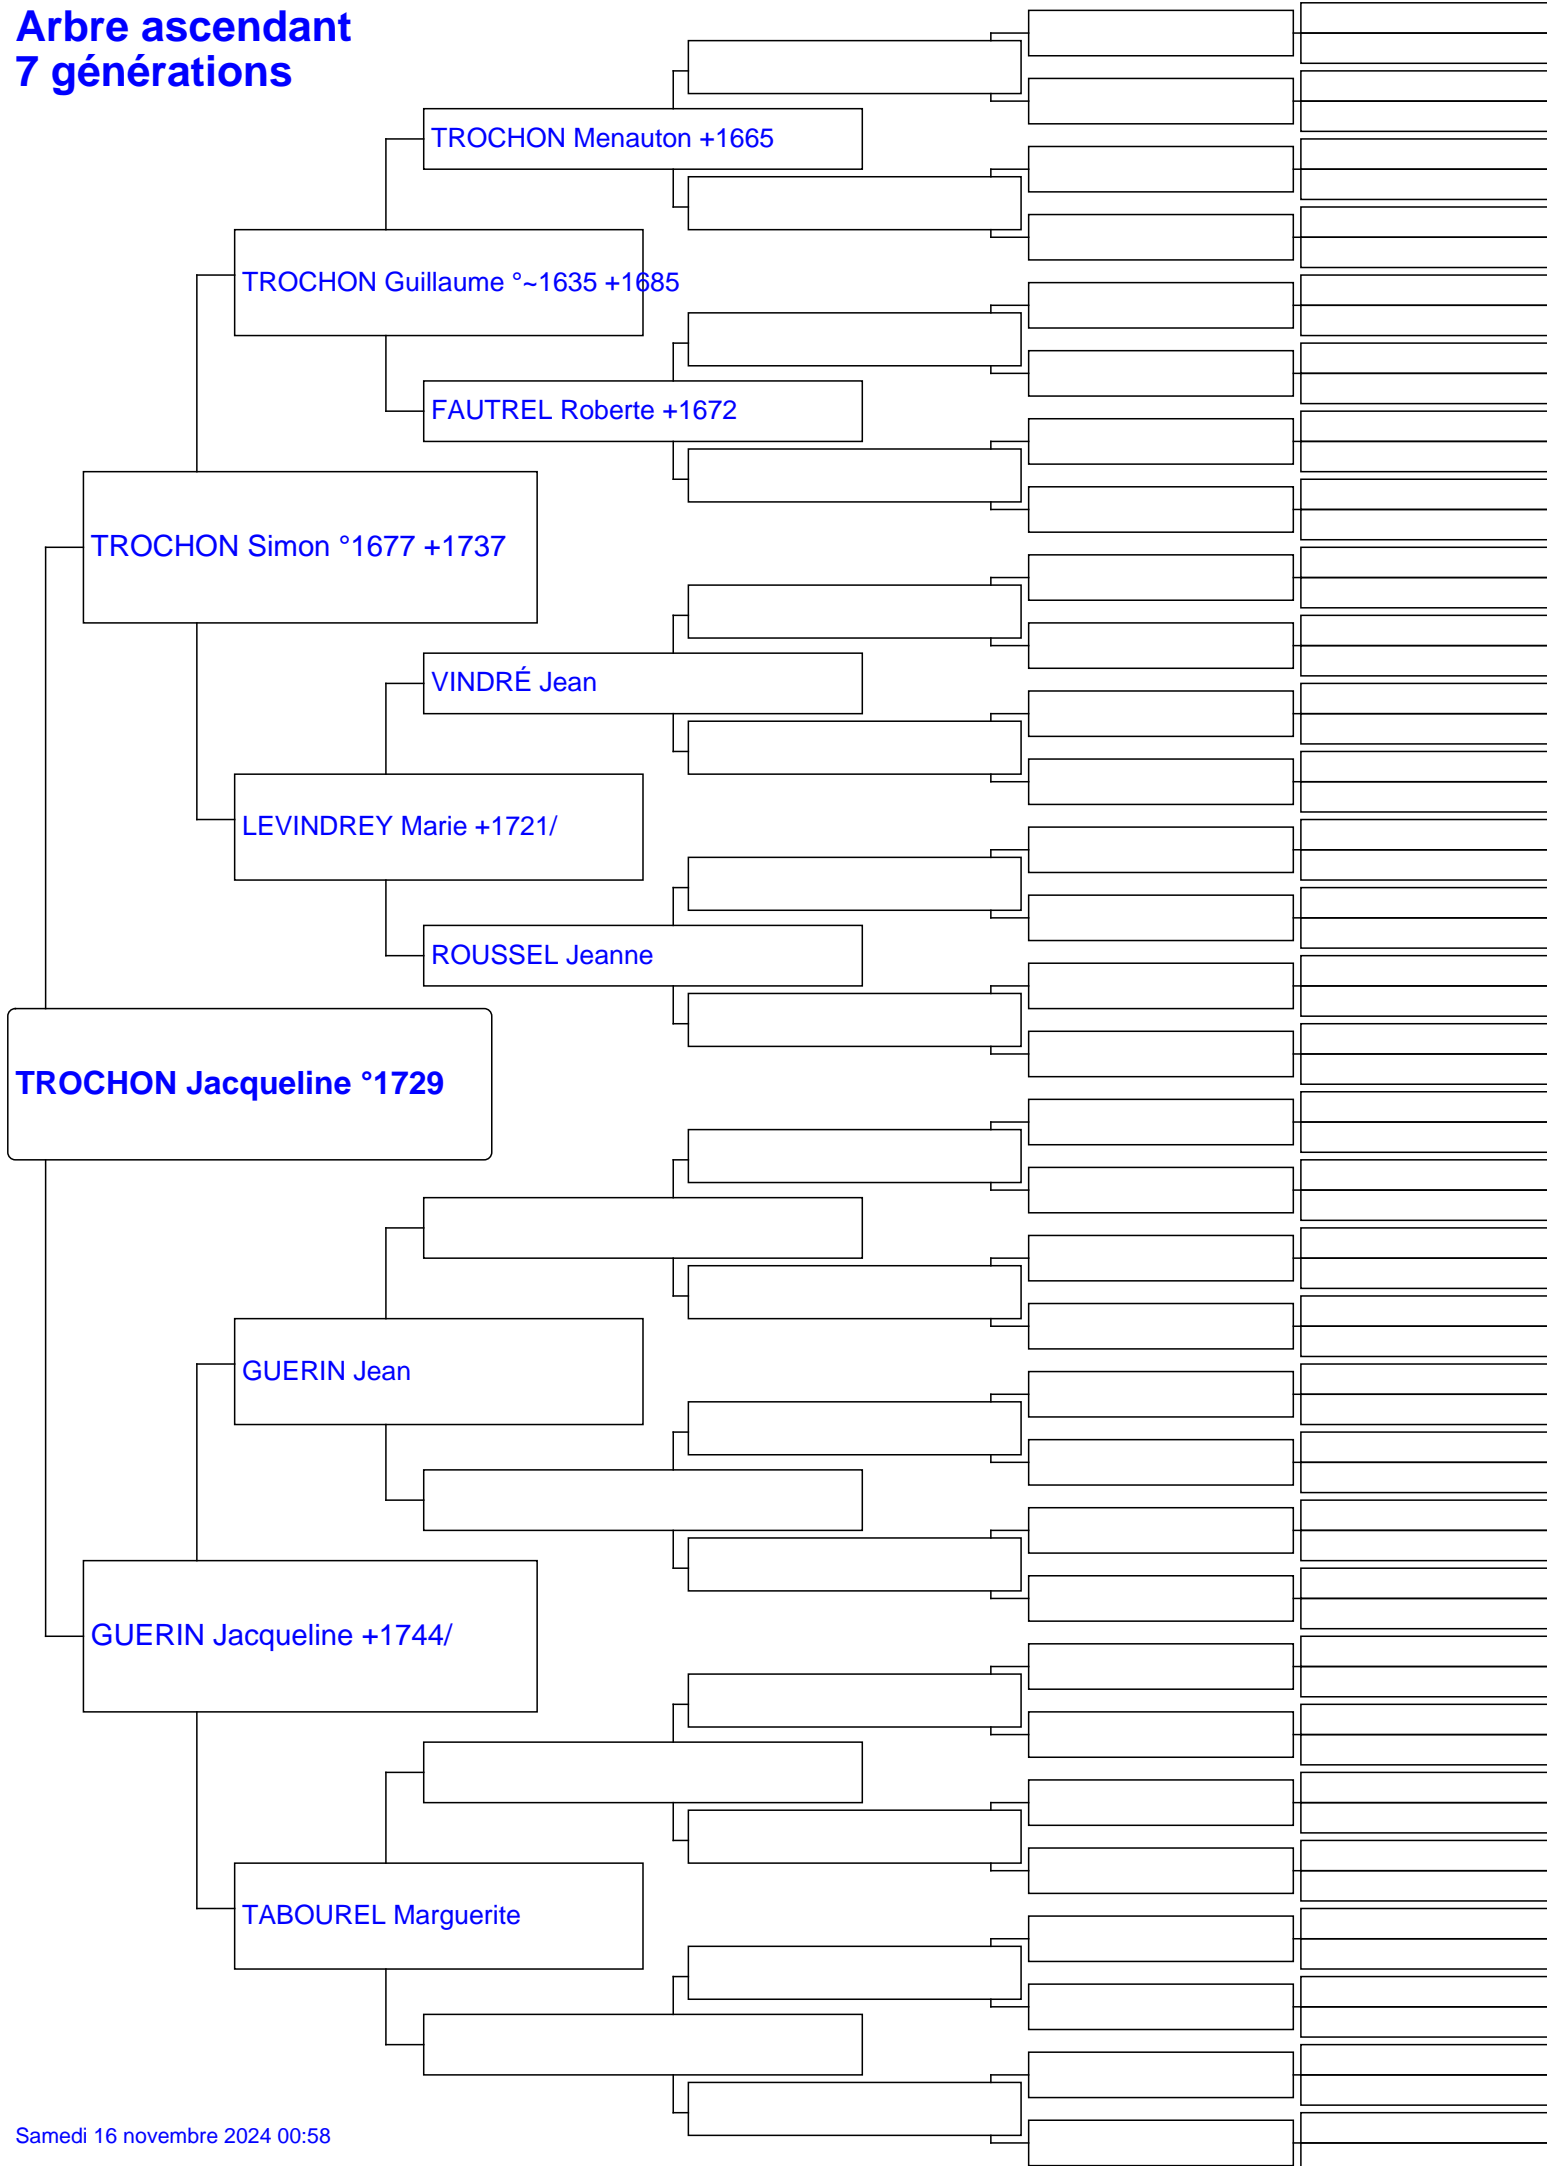 Arbre ascendant
7 générations
TROCHON Menauton +1665
TROCHON Guillaume °~1635 +1685
FAUTREL Roberte +1672
TROCHON Simon °1677 +1737
VINDRÉ Jean
LEVINDREY Marie +1721/
ROUSSEL Jeanne
TROCHON Jacqueline °1729
GUERIN Jean
GUERIN Jacqueline +1744/
TABOUREL Marguerite
Samedi 16 novembre 2024 00:58